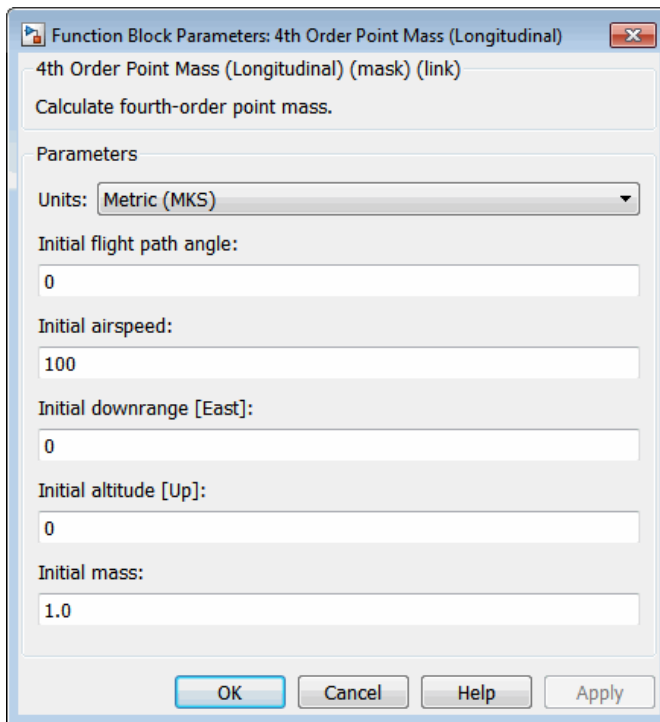 Function Block Parameters: 4th Order Point Mass (Longitudinal)
4th Order Point Mass (Longitudinal) (mask) (link)
Calculate fourth-order point mass.
Parameters
Units: Metric (MKS)
Initial flight path angle:
0
Initial airspeed:
100
Initial downrange [East]:
0
Initial altitude [Up]:
0
Initial mass:
1.0
OK Cancel Help Apply